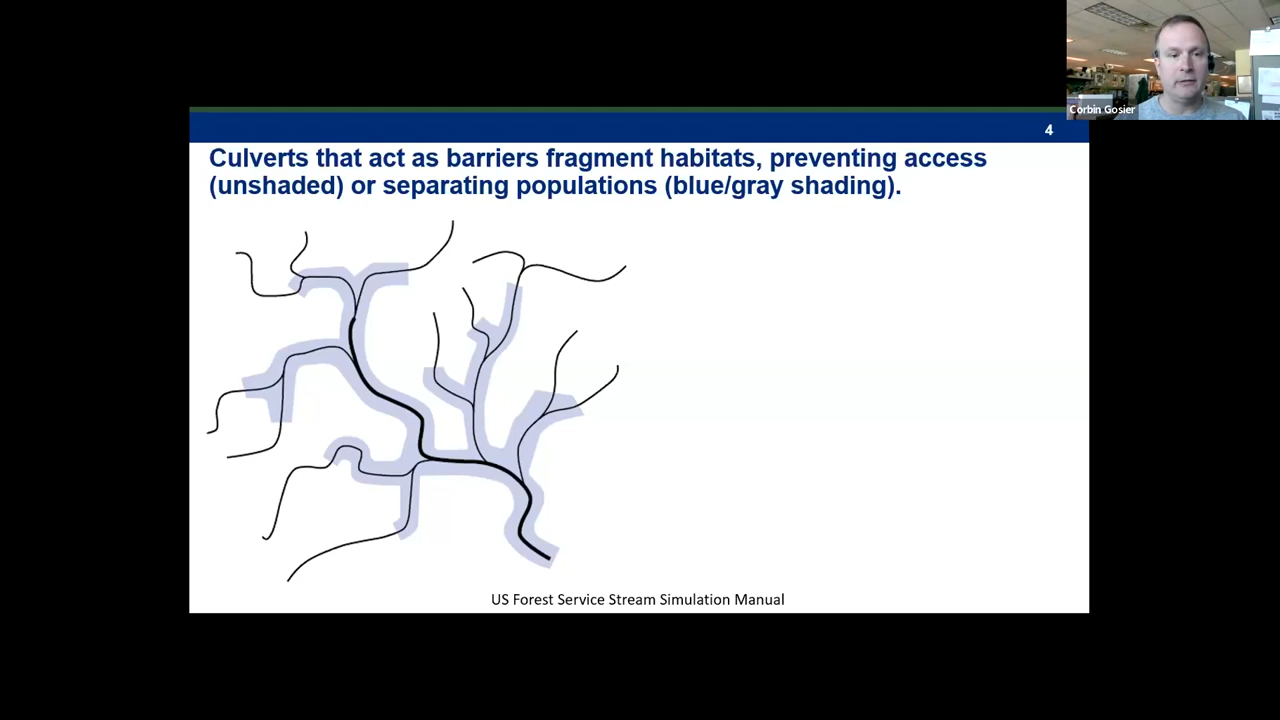 Corbin Gosier
4
Culverts that act as barriers fragment habitats, preventing access
(unshaded) or separating populations (blue/gray shading).
US Forest Service Stream Simulation Manual